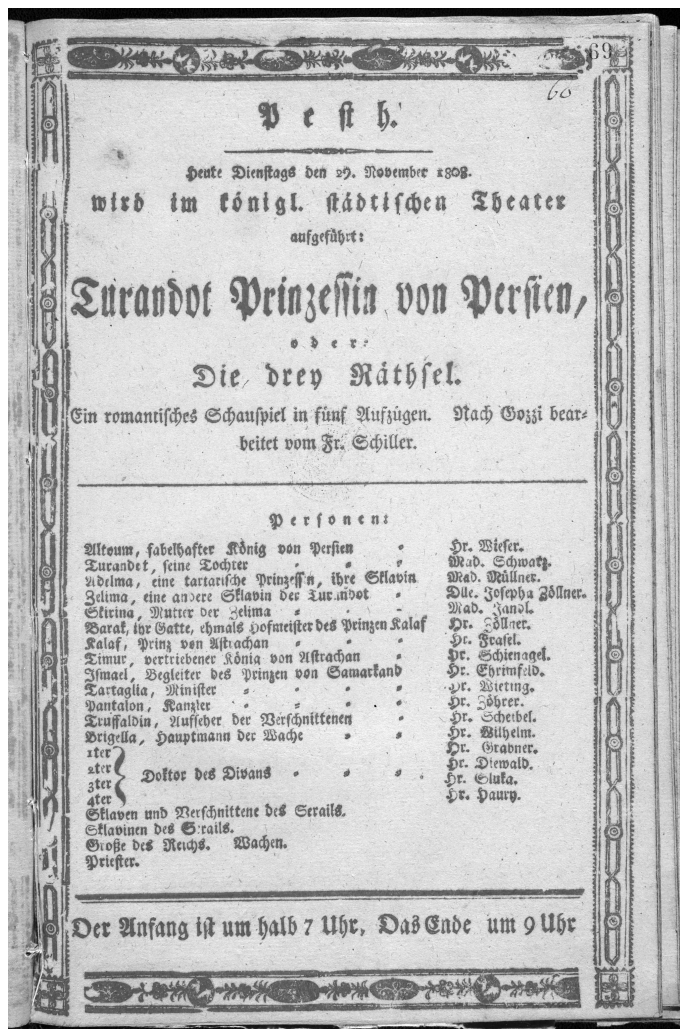 69
60
Pesth.
Heute Dienstags den 29. November 1808.
wird im königl. städtischen Theater
aufgeführt:
Turandot Prinzessin von Persien,
oder:
Die drey Räthsel.
Ein romantisches Schauspiel in fünf Aufzügen. Nach Gozzi bear-
beitet vom Fr. Schiller.
Personen:
Altoum, fabelhafter König von Persien - Hr. Wieser.
Turandot, seine Tochter - - - Mad. Schwarz.
Adelma, eine tartarische Prinzessin, ihre Sklavin Mad. Müllner.
Zelima, eine andere Sklavin der Turandot - Dlle. Josepha Zöllner.
Skirina, Mutter der Zelima - - - Mad. Jandl.
Barak, ihr Gatte, ehmals Hofmeister des Prinzen Kalaf Hr. Zöllner.
Kalaf, Prinz von Astrachan - - - Hr. Frasel.
Timur, vertriebener König von Astrachan - Hr. Schienagel.
Ismael, Begleiter des Prinzen von Samarkand Hr. Ehrimfeld.
Tartaglia, Minister - - - - - Hr. Wieting.
Pantalon, Kanzler - - - - - Hr. Zöhrer.
Truffaldin, Aufseher der Verschnittenen - Hr. Scheibel.
Brigella, Hauptmann der Wache - - Hr. Wilhelm.
1ter Hr. Grabner.
2ter Hr. Diewald.
Doktor des Divans - - -
3ter Hr. Gluka.
4ter Hr. Haury.
Sklaven und Verschnittene des Serails.
Sklavinen des Serails.
Große des Reichs. Wachen.
Priester.
Der Anfang ist um halb 7 Uhr, Das Ende um 9 Uhr